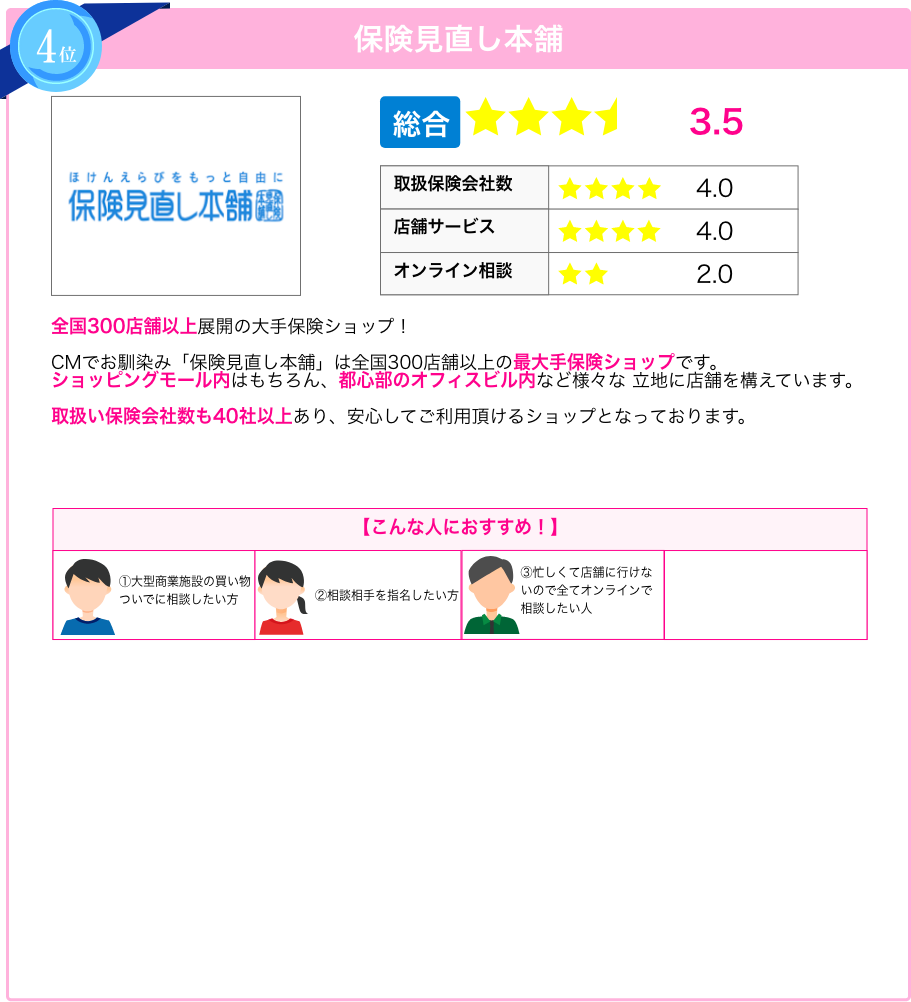 4位
保険見直し本舗
ほけんえらびをもっと自由に
保険見直し本舗
総合 3.5
取扱保険会社数 4.0
店舗サービス 4.0
オンライン相談 2.0
全国300店舗以上展開の大手保険ショップ！
CMでお馴染み「保険見直し本舗」は全国300店舗以上の最大手保険ショップです。
ショッピングモール内はもちろん、都心部のオフィスビル内など様々な 立地に店舗を構えています。
取扱い保険会社数も40社以上あり、安心してご利用頂けるショップとなっております。
【こんな人におすすめ！】
①大型商業施設の買い物
ついでに相談したい方
②相談相手を指名したい方
③忙しくて店舗に行けな
いので全てオンラインで
相談したい人